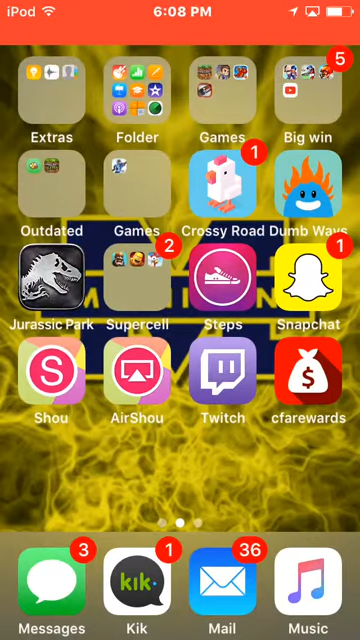 iPod 6:08 PM
5
Extras Folder Games Big win
1
Outdated Games Crossy Road Dumb Ways
2 1
MICHIGAN
Jurassic Park Supercell Steps Snapchat
S
$
Shou AirShou Twitch cfarewards
3 1 36
kik
Messages Kik Mail Music